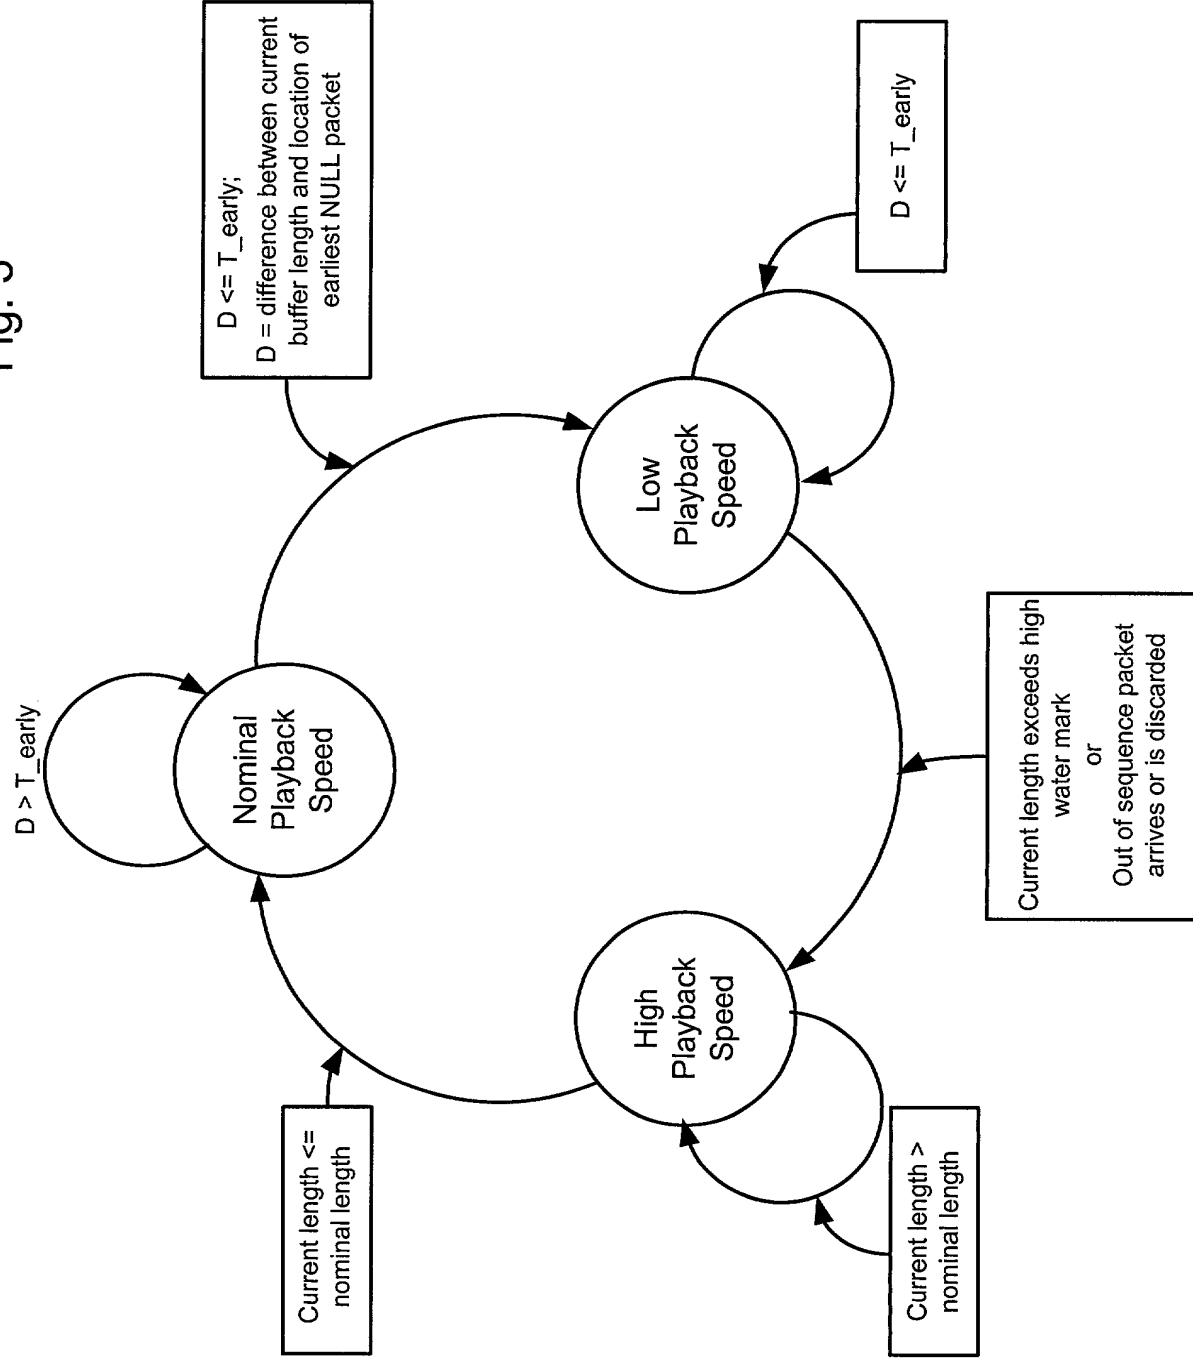 Fig.
D > T_early
D <= T_early;
D = difference between current
buffer length and location of
earliest NULL packet
Nominal
Playback
Speed
Current length <=
nominal length
High
Playback
Speed
Low
Playback
Speed
Current length >
nominal length
D <= T_early
Current length exceeds high
water mark
or
Out of sequence packet
arrives or is discarded